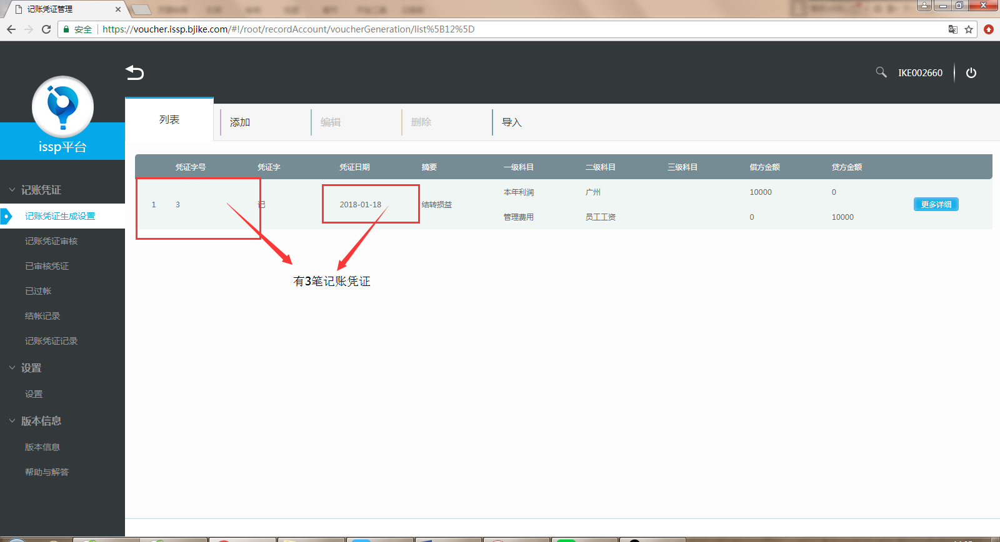 记账凭证管理
安全 https://voucher.issp.bjike.com/#!/root/recordAccount/voucherGeneration/list%5B12%5D
IKE002660
issp平台
列表 添加 编辑 删除 导入
凭证字号 凭证字 凭证日期 摘要 一级科目 二级科目 三级科目 借方金额 贷方金额
本年利润 广州 10000 0
1 3 记 2018-01-18 结转损益 更多详细
管理费用 员工工资 0 10000
有3笔记账凭证
记账凭证
记账凭证生成设置
记账凭证审核
已审核凭证
已过帐
结帐记录
记账凭证记录
设置
设置
版本信息
版本信息
帮助与解答